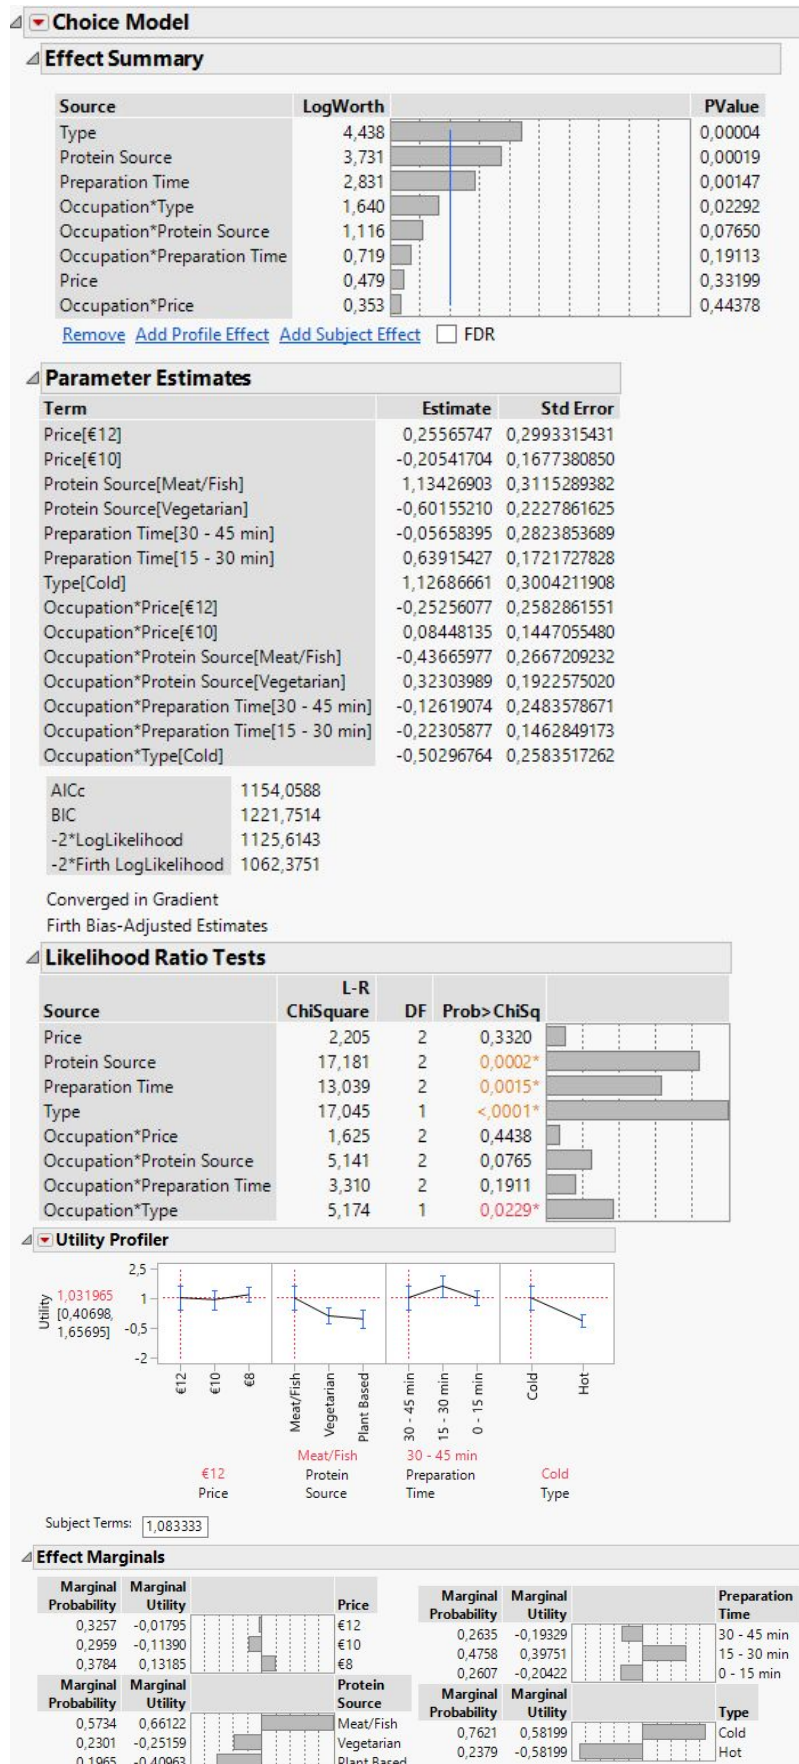 Choice Model
Effect Summary
Source LogWorth PValue
Type 4,438 0,00004
Protein Source 3,731 0,00019
Preparation Time 2,831 0,00147
Occupation*Type 1,640 0,02292
Occupation*Protein Source 1,116 0,07650
Occupation*Preparation Time 0,719 0,19113
Price 0,479 0,33199
Occupation*Price 0,353 0,44378
Remove Add Profile Effect Add Subject Effect FDR
Parameter Estimates
Term Estimate Std Error
Price[€12] 0,25565747 0,2993315431
Price[€10] -0,20541704 0,1677380850
Protein Source[Meat/Fish] 1,13426903 0,3115289382
Protein Source[Vegetarian] -0,60155210 0,2227861625
Preparation Time[30 - 45 min] -0,05658395 0,2823853689
Preparation Time[15 - 30 min] 0,63915427 0,1721727828
Type[Cold] 1,12686661 0,3004211908
Occupation*Price[€12] -0,25256077 0,2582861551
Occupation*Price[€10] 0,08448135 0,1447055480
Occupation*Protein Source[Meat/Fish] -0,43665977 0,2667209232
Occupation*Protein Source[Vegetarian] 0,32303989 0,1922575020
Occupation*Preparation Time[30 - 45 min] -0,12619074 0,2483578671
Occupation*Preparation Time[15 - 30 min] -0,22305877 0,1462849173
Occupation*Type[Cold] -0,50296764 0,2583517262
AICc 1154,0588
BIC 1221,7514
-2*LogLikelihood 1125,6143
-2*Firth LogLikelihood 1062,3751
Converged in Gradient
Firth Bias-Adjusted Estimates
Likelihood Ratio Tests
L-R
Source ChiSquare DF Prob>ChiSq
Price 2,205 2 0,3320
Protein Source 17,181 2 0,0002*
Preparation Time 13,039 2 0,0015*
Type 17,045 1 <,0001*
Occupation*Price 1,625 2 0,4438
Occupation*Protein Source 5,141 2 0,0765
Occupation*Preparation Time 3,310 2 0,1911
Occupation*Type 5,174 1 0,0229*
Utility Profiler
Utility
1,031965
[0,40698,
1,65695]
2,5
1
-0,5
-2
€12 €10 €8 Meat/Fish Vegetarian Plant Based 30 - 45 min 15 - 30 min 0 - 15 min Cold Hot
Meat/Fish 30 - 45 min
€12 Protein Preparation Cold
Price Source Time Type
Subject Terms: 1,083333
Effect Marginals
Marginal Marginal
Probability Utility Price
0,3257 -0,01795 €12
0,2959 -0,11390 €10
0,3784 0,13185 €8
Marginal Marginal Protein
Probability Utility Source
0,5734 0,66122 Meat/Fish
0,2301 -0,25159 Vegetarian
0,1965 -0,40963 Plant Based
Marginal Marginal Preparation
Probability Utility Time
0,2635 -0,19329 30 - 45 min
0,4758 0,39751 15 - 30 min
0,2607 -0,20422 0 - 15 min
Marginal Marginal
Probability Utility Type
0,7621 0,58199 Cold
0,2379 -0,58199 Hot